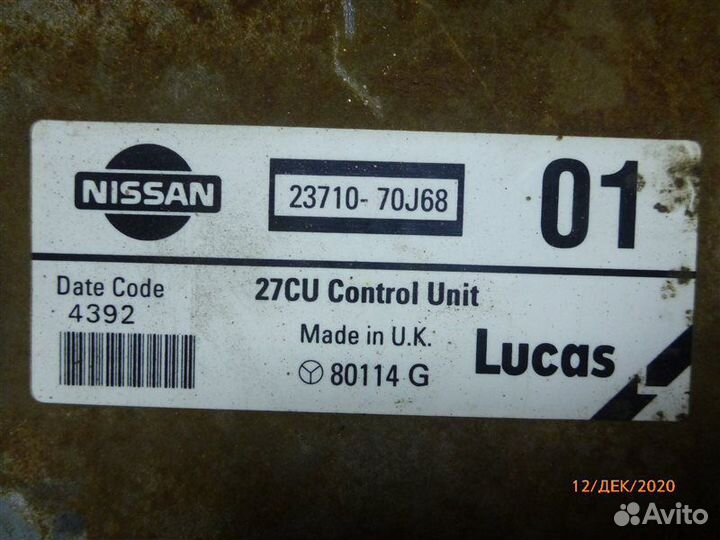 NISSAN
23710-70J68
01
Date Code
4392
27CU Control Unit
Made in U.K.
80114 G
Lucas
12/ДЕК/2020
Avito